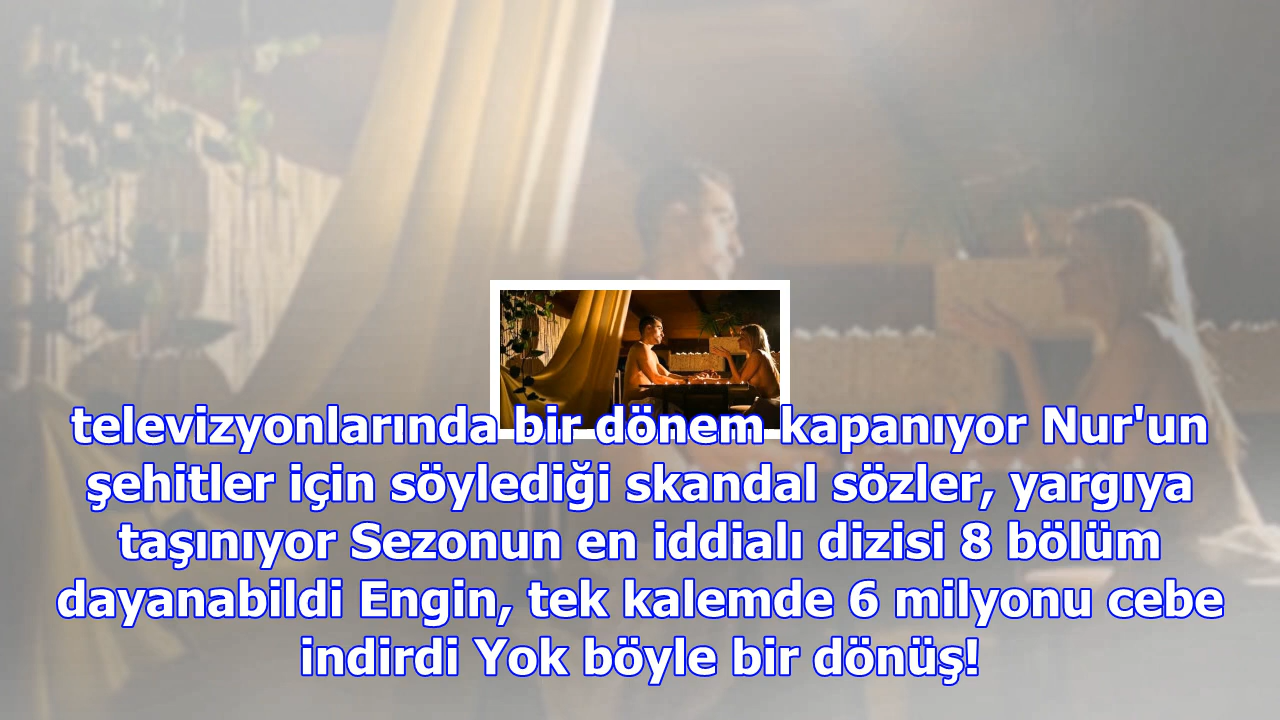 televizyonlarında bir dönem kapanıyor Nur'un
şehitler için söylediği skandal sözler, yargıya
taşınıyor Sezonun en iddialı dizisi 8 bölüm
dayanabildi Engin, tek kalemde 6 milyonu cebe
indirdi Yok böyle bir dönüş!